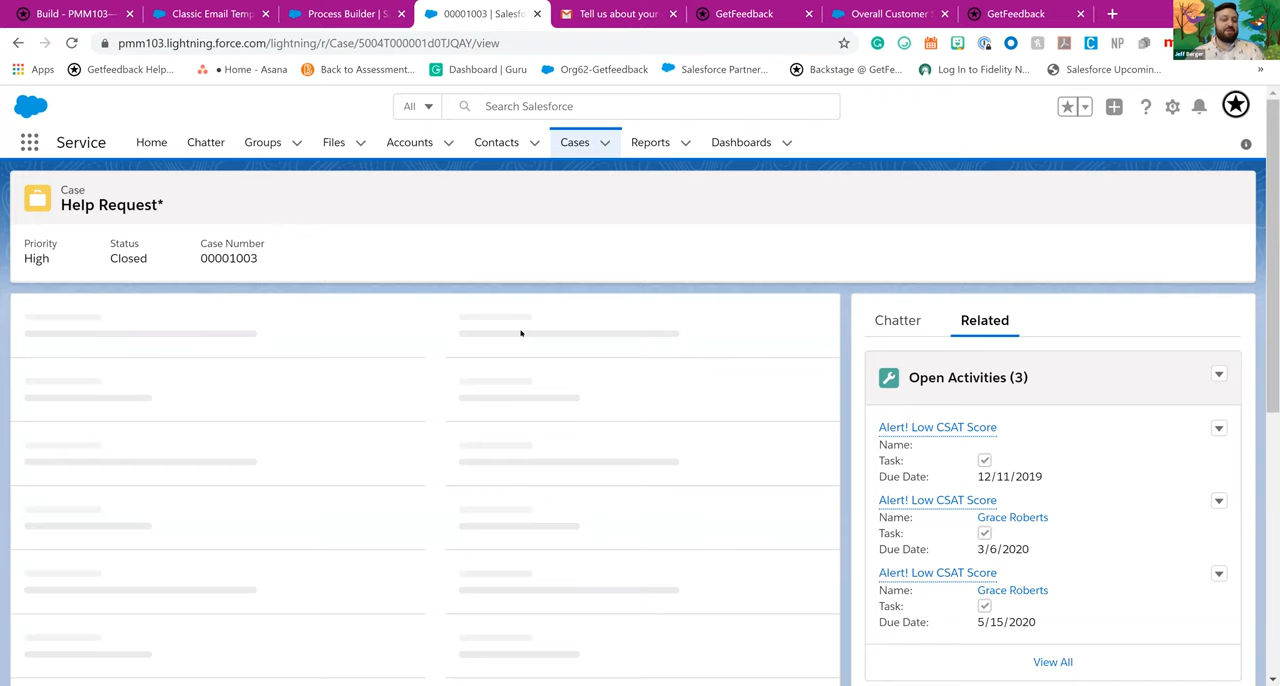 Build - PMM103—
Classic Email Temp
Process Builder | S
00001003 | Salesfo
Tell us about your
GetFeedback
Overall Customer
GetFeedback
pmm103.lightning.force.com/lightning/r/Case/5004T000001d0TJQAY/view
NP
Jeff Berger
Apps
Getfeedback Help...
• Home - Asana
Back to Assessment...
Dashboard | Guru
Org62-Getfeedback
Salesforce Partner...
Backstage @ GetFe...
Log In to Fidelity N...
Salesforce Upcomin...
»
All
Search Salesforce
Service
Home
Chatter
Groups
Files
Accounts
Contacts
Cases
Reports
Dashboards
Case
Help Request*
Priority
Status
Case Number
High
Closed
00001003
Chatter
Related
Open Activities (3)
Alert! Low CSAT Score
Name:
Task:
Due Date: 12/11/2019
Alert! Low CSAT Score
Name: Grace Roberts
Task:
Due Date: 3/6/2020
Alert! Low CSAT Score
Name: Grace Roberts
Task:
Due Date: 5/15/2020
View All